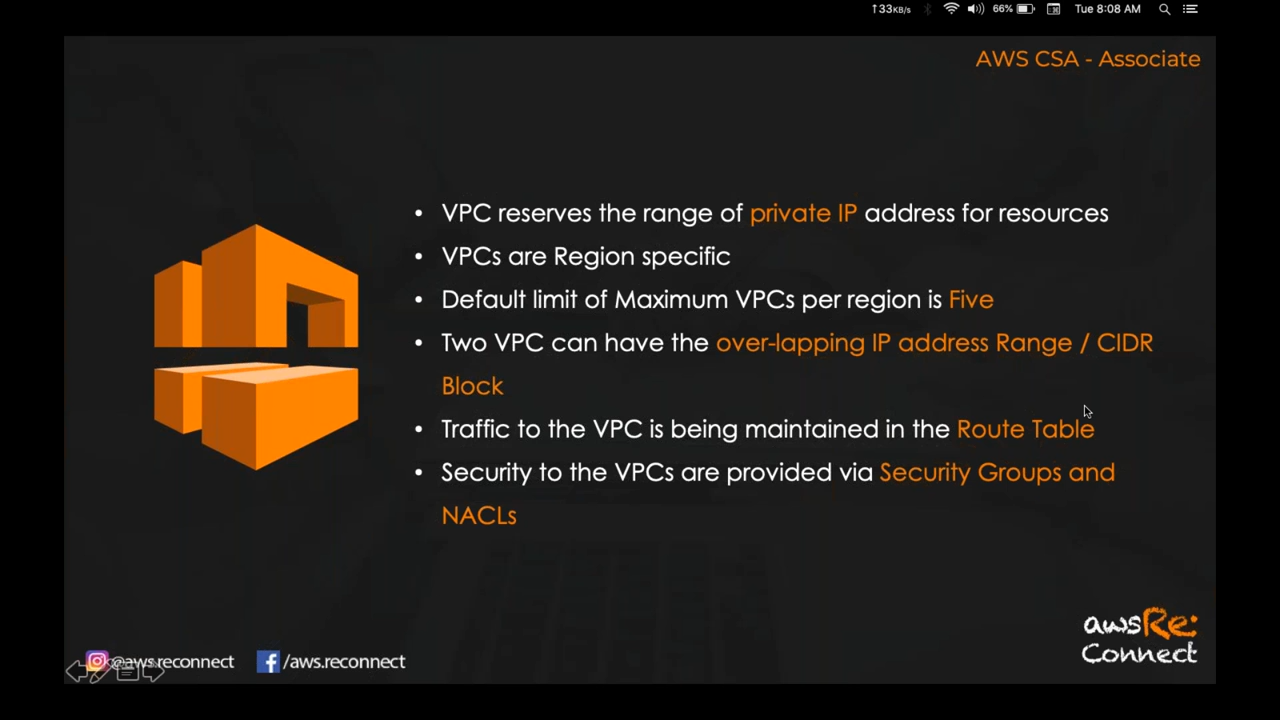 ↑33KB/s 66% Tue 8:08 AM
AWS CSA - Associate
• VPC reserves the range of private IP address for resources
• VPCs are Region specific
• Default limit of Maximum VPCs per region is Five
• Two VPC can have the over-lapping IP address Range / CIDR
Block
• Traffic to the VPC is being maintained in the Route Table
• Security to the VPCs are provided via Security Groups and
NACLs
@aws.reconnect /aws.reconnect
awsRe:
Connect